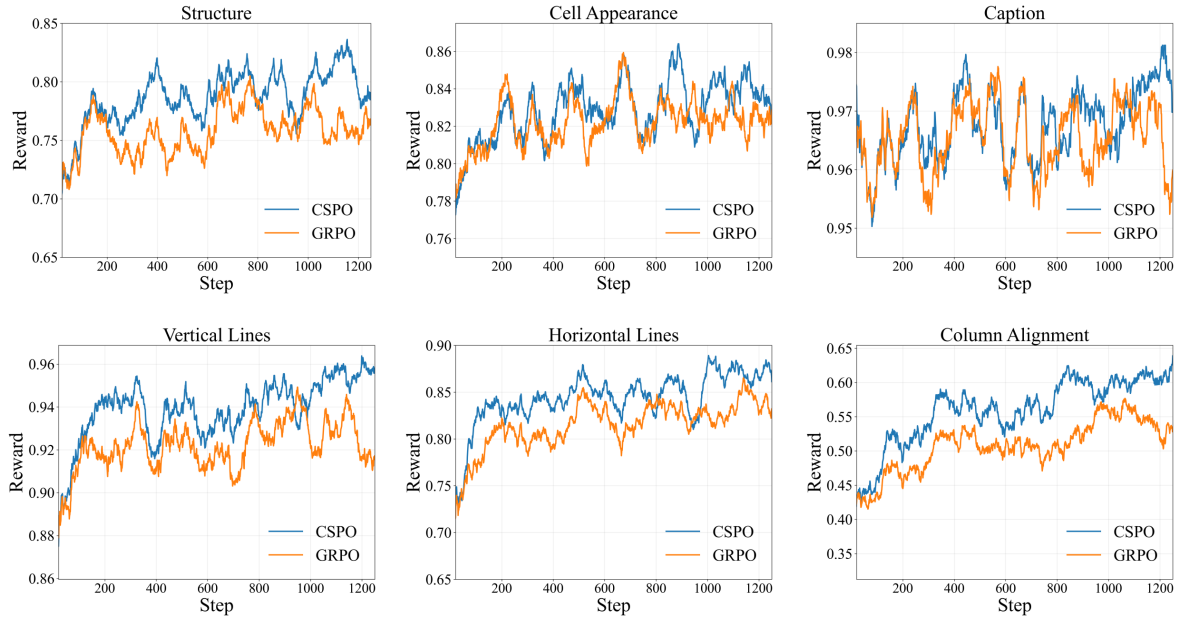 Structure
0.85
0.80
0.75
0.70
0.65
Reward
200 400 600 800 1000 1200
Step
CSPO
GRPO
Cell Appearance
0.86
0.84
0.82
0.80
0.78
0.76
Reward
200 400 600 800 1000 1200
Step
CSPO
GRPO
Caption
0.98
0.97
0.96
0.95
Reward
200 400 600 800 1000 1200
Step
CSPO
GRPO
Vertical Lines
0.96
0.94
0.92
0.90
0.88
0.86
Reward
200 400 600 800 1000 1200
Step
CSPO
GRPO
Horizontal Lines
0.90
0.85
0.80
0.75
0.70
0.65
Reward
200 400 600 800 1000 1200
Step
CSPO
GRPO
Column Alignment
0.65
0.60
0.55
0.50
0.45
0.40
0.35
Reward
200 400 600 800 1000 1200
Step
CSPO
GRPO